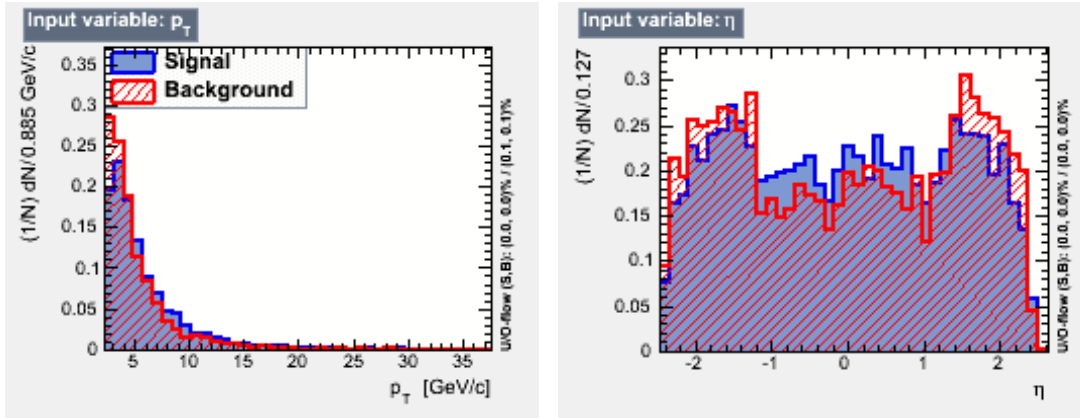 Input variable: p_T
(1/N) dN/0.885 GeV/c
0.35
0.3
0.25
0.2
0.15
0.1
0.05
0
Signal
Background
5 10 15 20 25 30 35
p_T [GeV/c]
U/O-flow (S,B): (0.0, 0.0)% / (0.1, 0.1)%
Input variable: η
(1/N) dN/0.127
0.3
0.25
0.2
0.15
0.1
0.05
0
-2 -1 0 1 2
η
U/O-flow (S,B): (0.0, 0.0)% / (0.0, 0.0)%